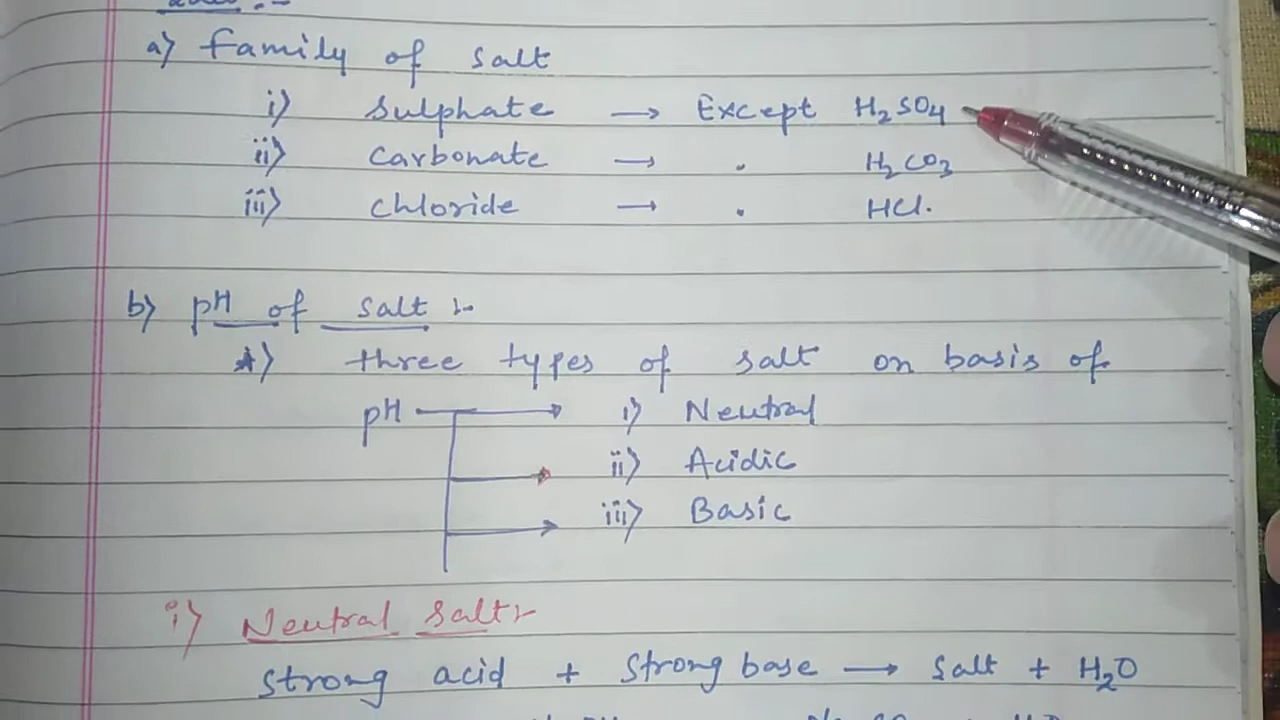 a) Family of salt
i) Sulphate → Except H₂SO₄
ii) Carbonate → . H₂CO₃
iii) Chloride → . HCl.
b) pH of salt :-
i) three types of salt on basis of
pH → i) Neutral
→ ii) Acidic
→ iii) Basic
i) Neutral Salt :-
Strong acid + Strong base → Salt + H₂O